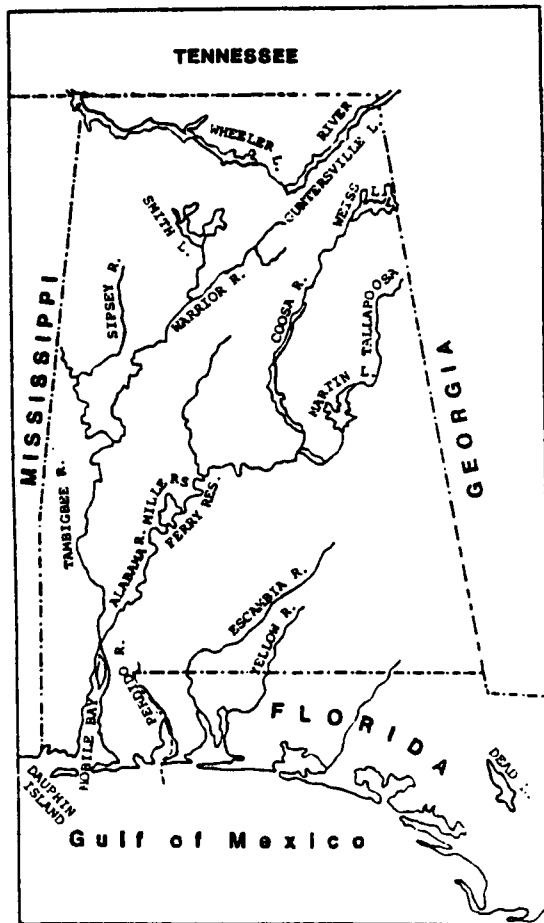 TENNESSEE
WHEELER L.
RIVER
GUNTERSVILLE L.
WEISS L.
SMITH L.
SIPSEY R.
WARRIOR R.
COOSA R.
TALLAPOOSA
MARTIN L.
MISSISSIPPI
GEORGIA
TAMBIGBEE R.
ALABAMA R.
MILLERS
FERRY RES.
ESCAMBIA R.
YELLOW R.
PERDIDO R.
FLORIDA
MOBILE BAY
DAUPHIN
ISLAND
DEAD
Gulf of Mexico